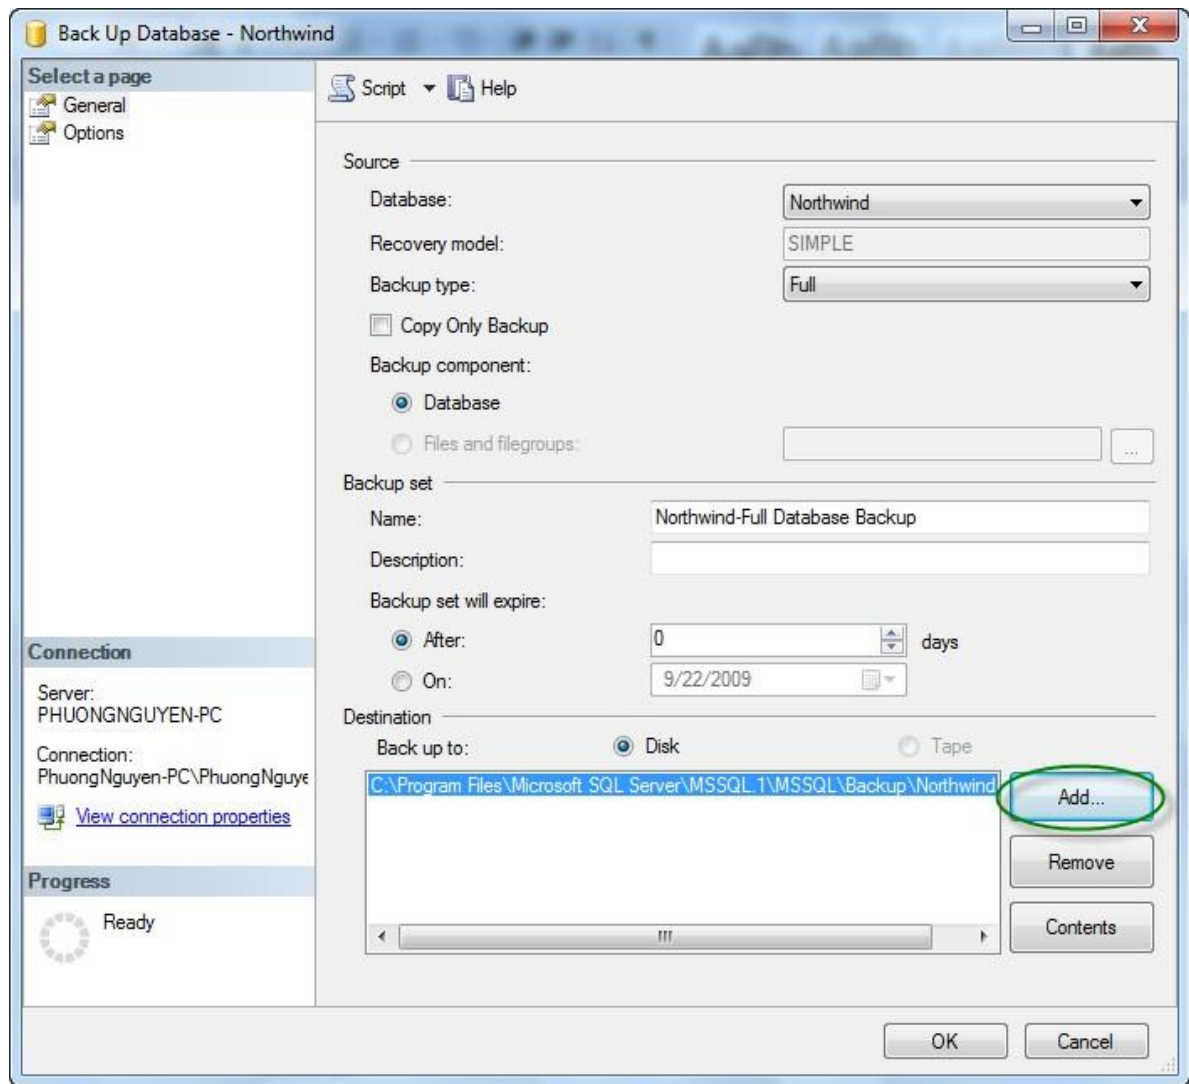 Back Up Database - Northwind
Select a page
General
Options
Script
Help
Source
Database:
Northwind
Recovery model:
SIMPLE
Backup type:
Full
Copy Only Backup
Backup component:
Database
Files and filegroups:
...
Backup set
Name:
Northwind-Full Database Backup
Description:
Backup set will expire:
After:
0
days
On:
9/22/2009
Destination
Back up to:
Disk
Tape
C:\Program Files\Microsoft SQL Server\MSSQL.1\MSSQL\Backup\Northwind
Add...
Remove
Contents
Connection
Server:
PHUONGNGUYEN-PC
Connection:
PhuongNguyen-PC\PhuongNguye
View connection properties
Progress
Ready
OK
Cancel